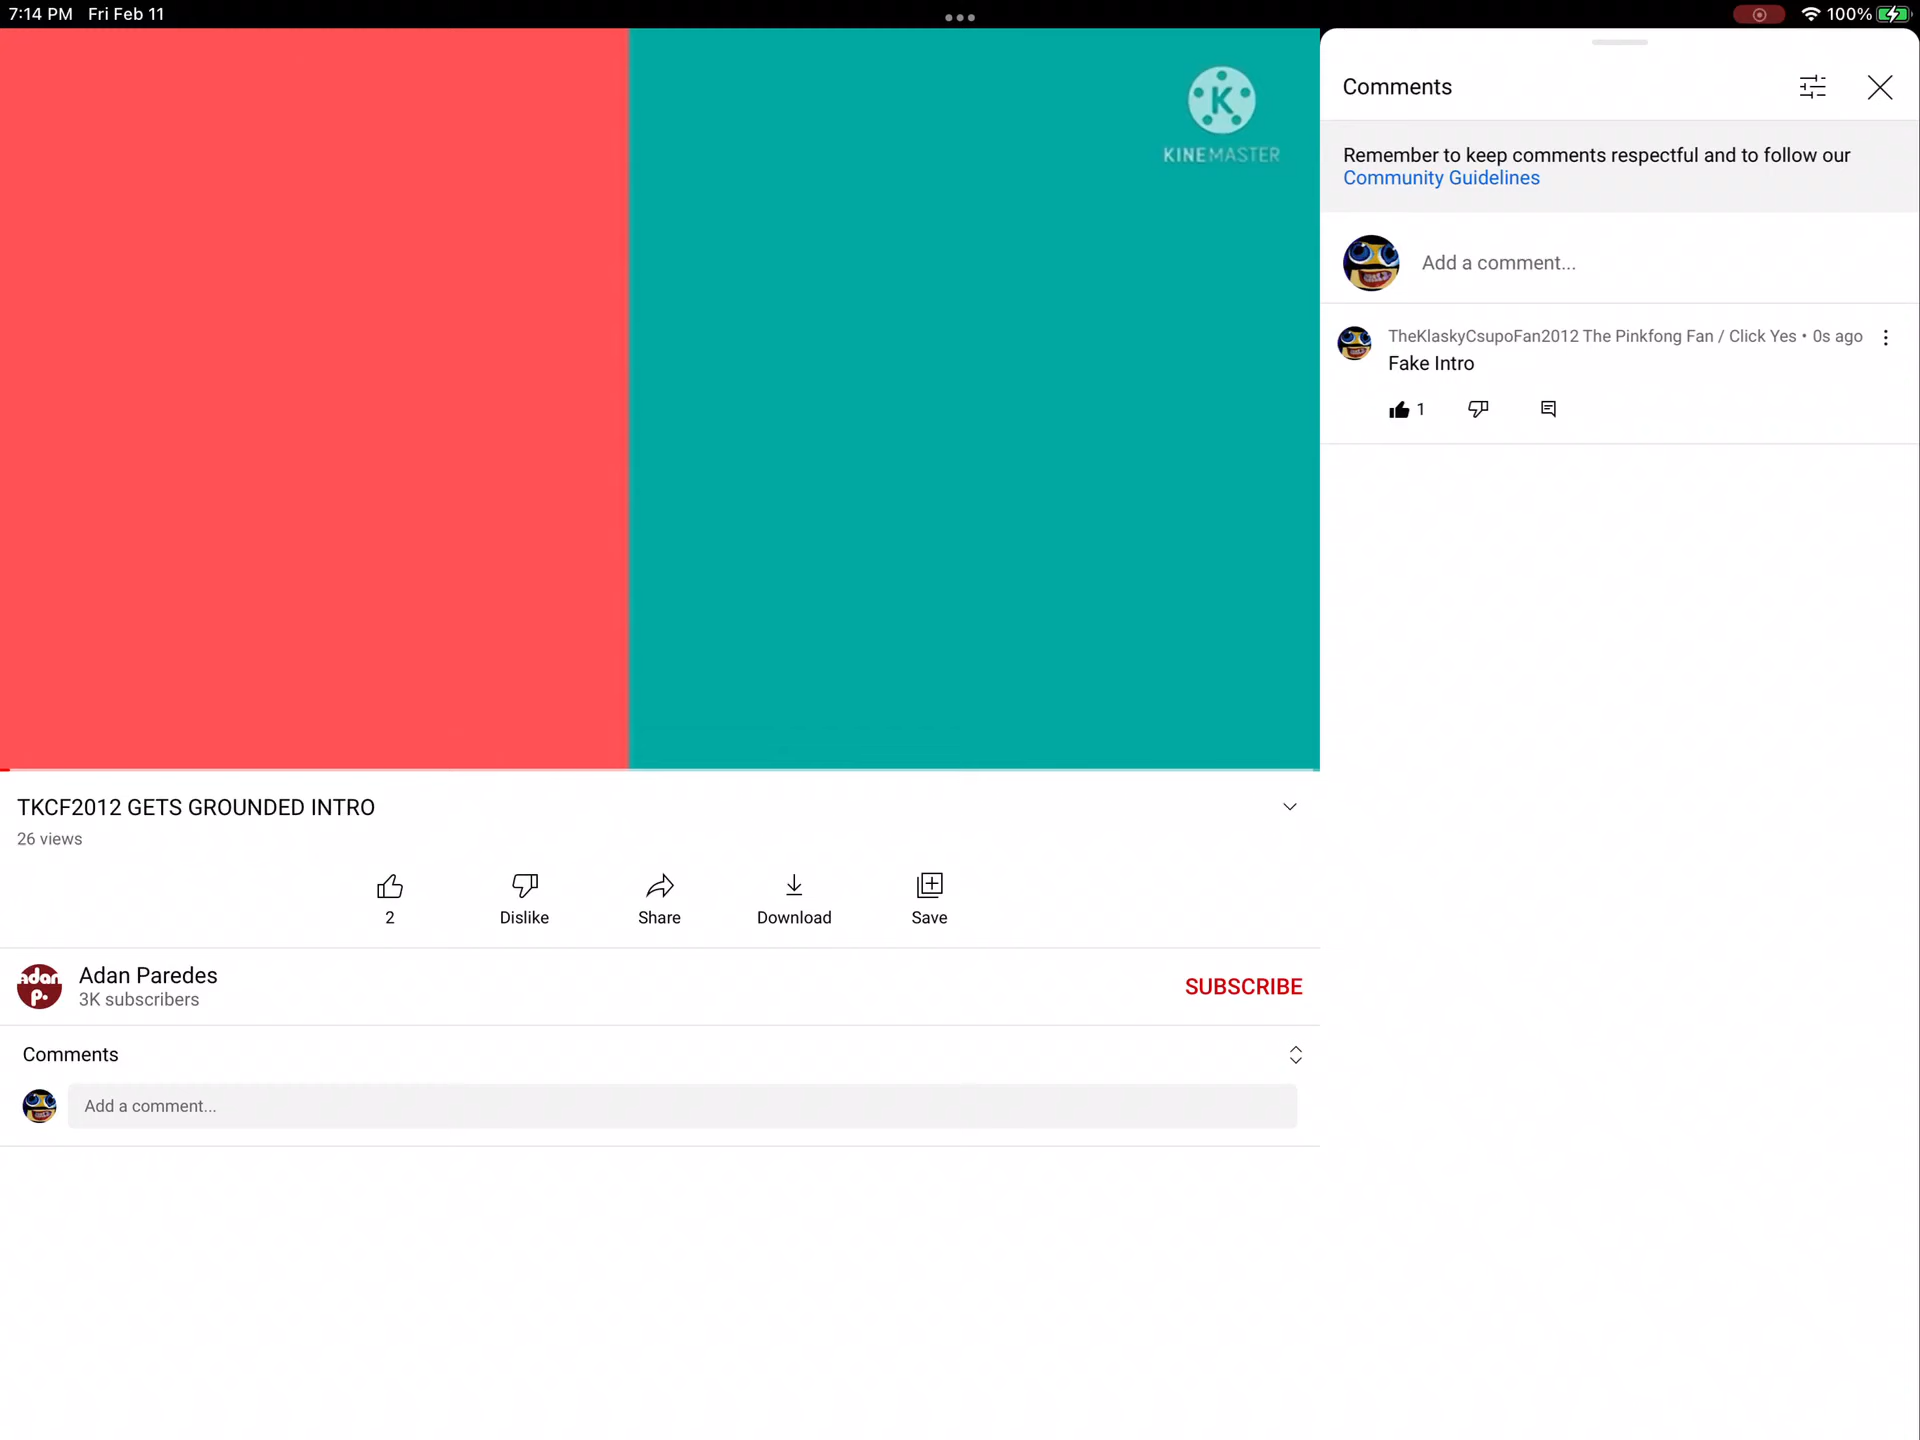 7:14 PM Fri Feb 11
100%
KINEMASTER
TKCF2012 GETS GROUNDED INTRO
26 views
2
Dislike
Share
Download
Save
adan
p.
Adan Paredes
3K subscribers
SUBSCRIBE
Comments
Add a comment...
Comments
Remember to keep comments respectful and to follow our
Community Guidelines
Add a comment...
TheKlaskyCsupoFan2012 The Pinkfong Fan / Click Yes • 0s ago
Fake Intro
1